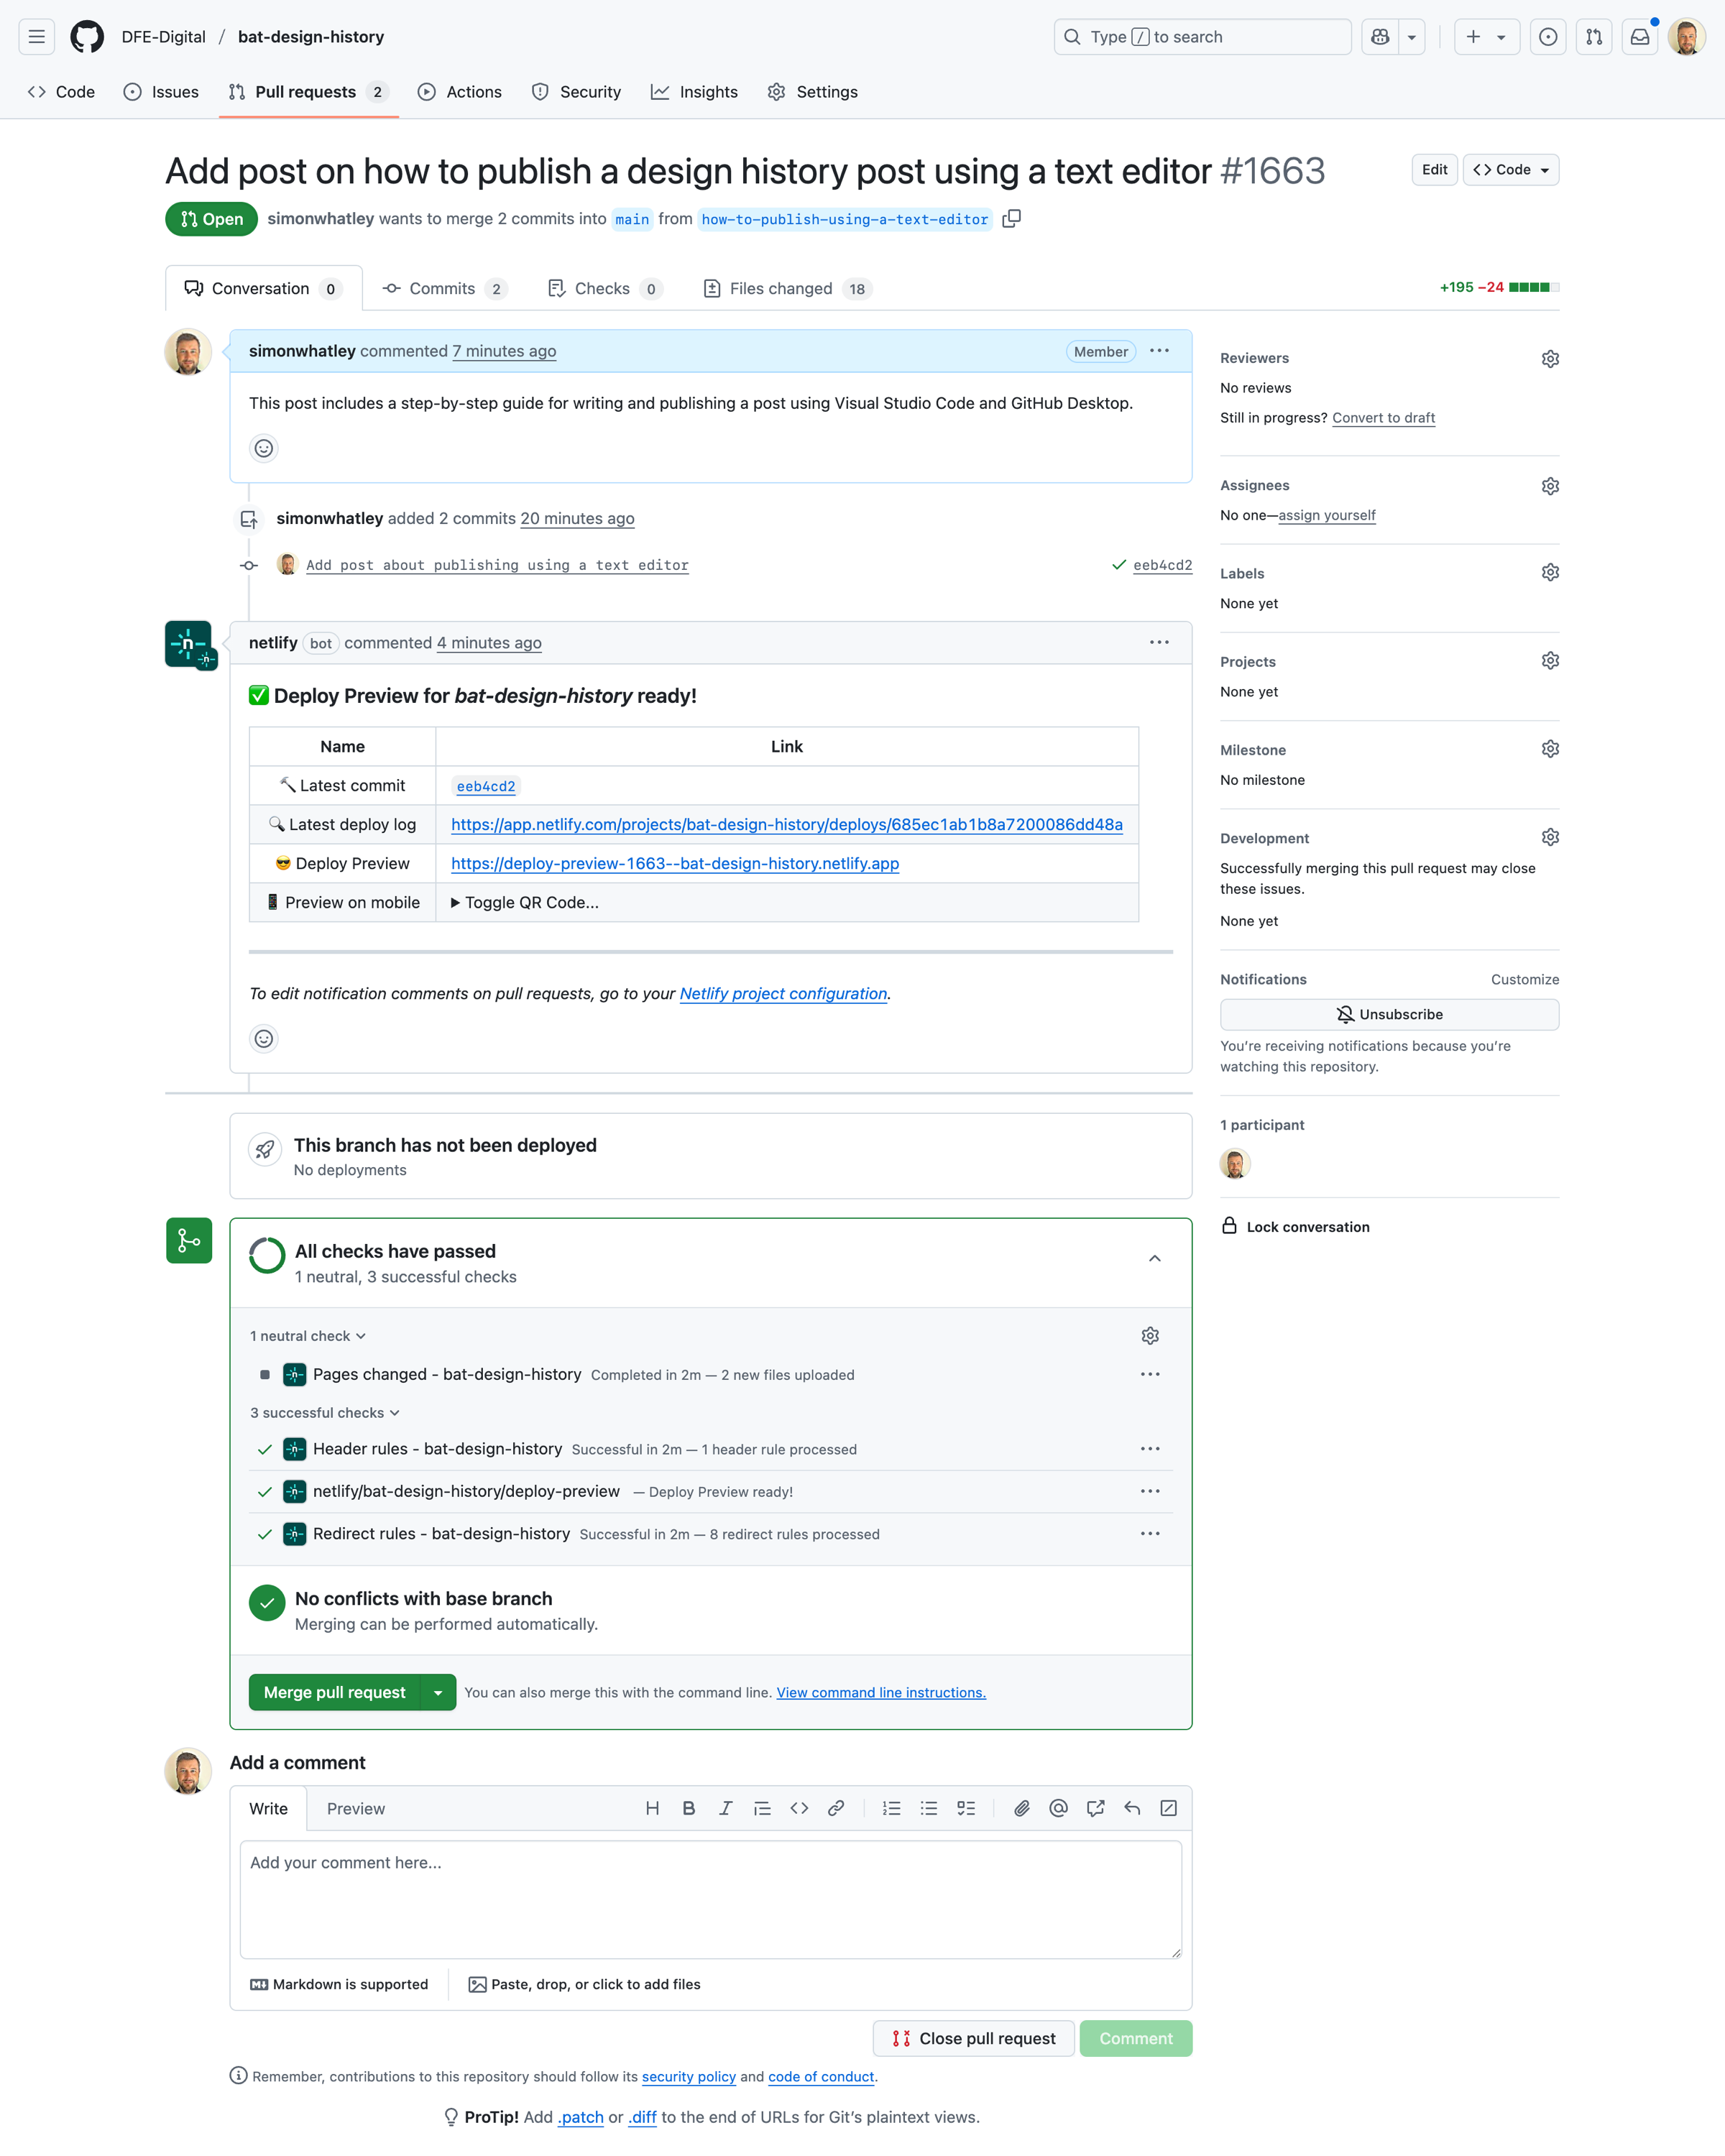 DFE-Digital / bat-design-history
Type / to search
Code
Issues
Pull requests 2
Actions
Security
Insights
Settings
Add post on how to publish a design history post using a text editor #1663
Edit
Code
Open
simonwhatley wants to merge 2 commits into main from how-to-publish-using-a-text-editor
Conversation 0
Commits 2
Checks 0
Files changed 18
+195 −24
simonwhatley commented 7 minutes ago
Member
This post includes a step-by-step guide for writing and publishing a post using Visual Studio Code and GitHub Desktop.
simonwhatley added 2 commits 20 minutes ago
Add post about publishing using a text editor
eeb4cd2
netlify bot commented 4 minutes ago
Deploy Preview for bat-design-history ready!
Name Link
Latest commit eeb4cd2
Latest deploy log https://app.netlify.com/projects/bat-design-history/deploys/685ec1ab1b8a7200086dd48a
Deploy Preview https://deploy-preview-1663--bat-design-history.netlify.app
Preview on mobile Toggle QR Code...
To edit notification comments on pull requests, go to your Netlify project configuration.
This branch has not been deployed
No deployments
All checks have passed
1 neutral, 3 successful checks
1 neutral check
Pages changed - bat-design-history Completed in 2m — 2 new files uploaded
3 successful checks
Header rules - bat-design-history Successful in 2m — 1 header rule processed
netlify/bat-design-history/deploy-preview — Deploy Preview ready!
Redirect rules - bat-design-history Successful in 2m — 8 redirect rules processed
No conflicts with base branch
Merging can be performed automatically.
Merge pull request
You can also merge this with the command line. View command line instructions.
Add a comment
Write
Preview
Add your comment here...
Markdown is supported
Paste, drop, or click to add files
Close pull request
Comment
Remember, contributions to this repository should follow its security policy and code of conduct.
ProTip! Add .patch or .diff to the end of URLs for Git's plaintext views.
Reviewers
No reviews
Still in progress? Convert to draft
Assignees
No one—assign yourself
Labels
None yet
Projects
None yet
Milestone
No milestone
Development
Successfully merging this pull request may close
these issues.
None yet
Notifications
Customize
Unsubscribe
You're receiving notifications because you're
watching this repository.
1 participant
Lock conversation